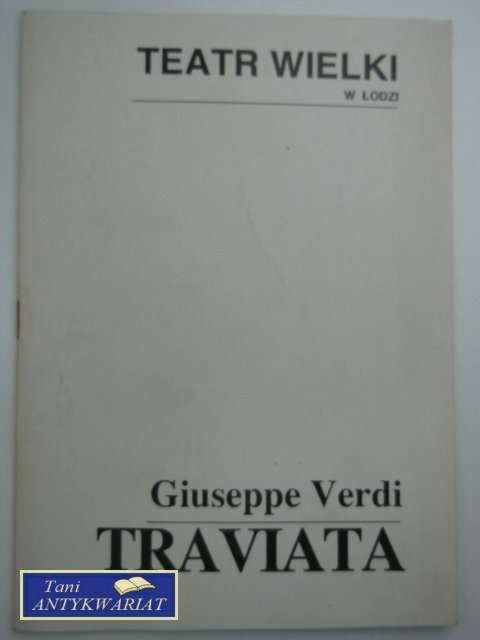 TEATR WIELKI
W ŁODZI
Giuseppe Verdi
TRAVIATA
Tani
ANTYKWARIAT